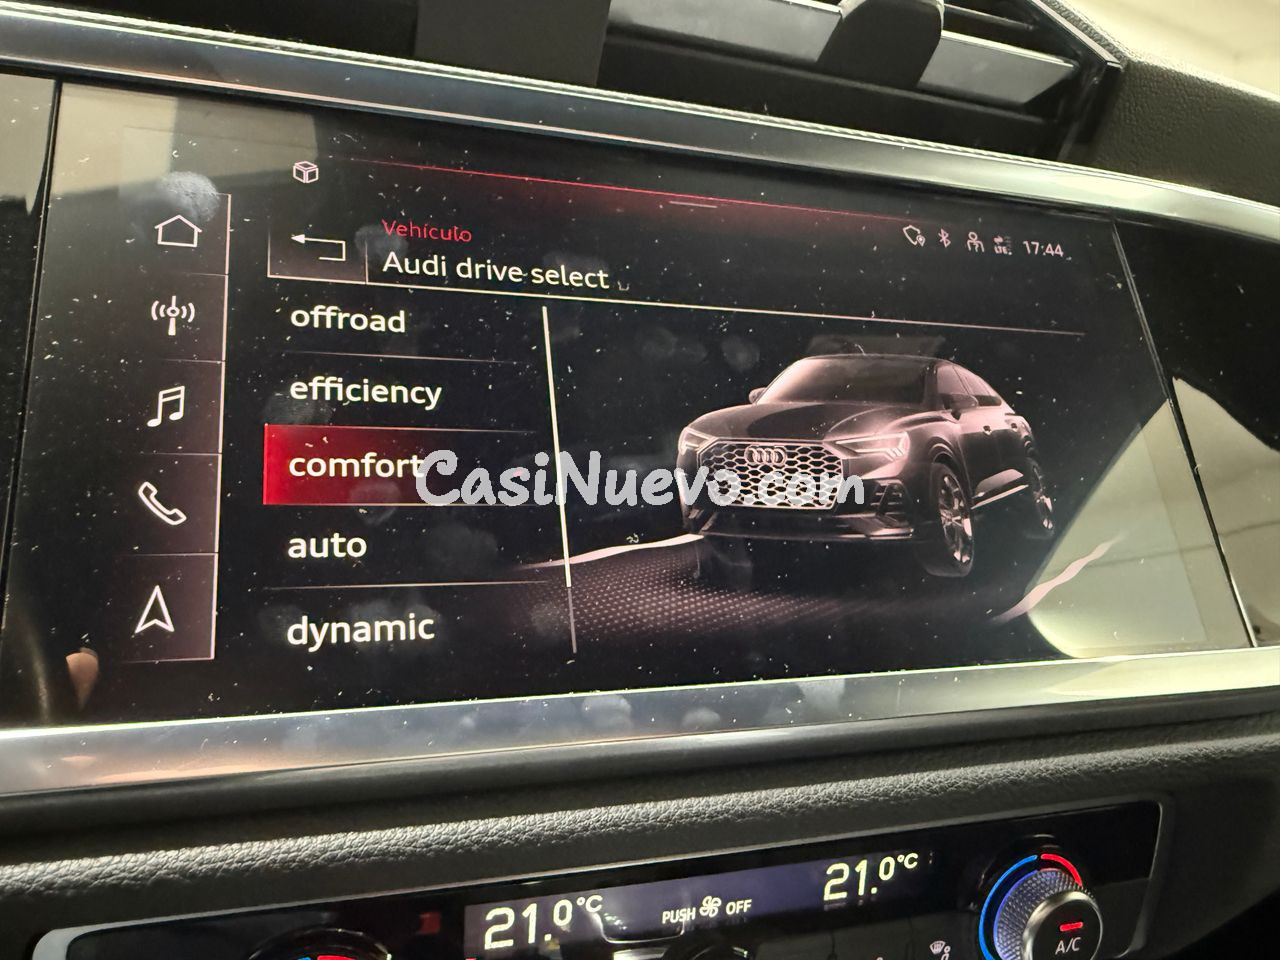 Vehículo
Audi drive select
LTE
17:44
offroad
efficiency
comfort
auto
dynamic
CasiNuevo.com
21.0°C
PUSH OFF
21.0°C
A/C